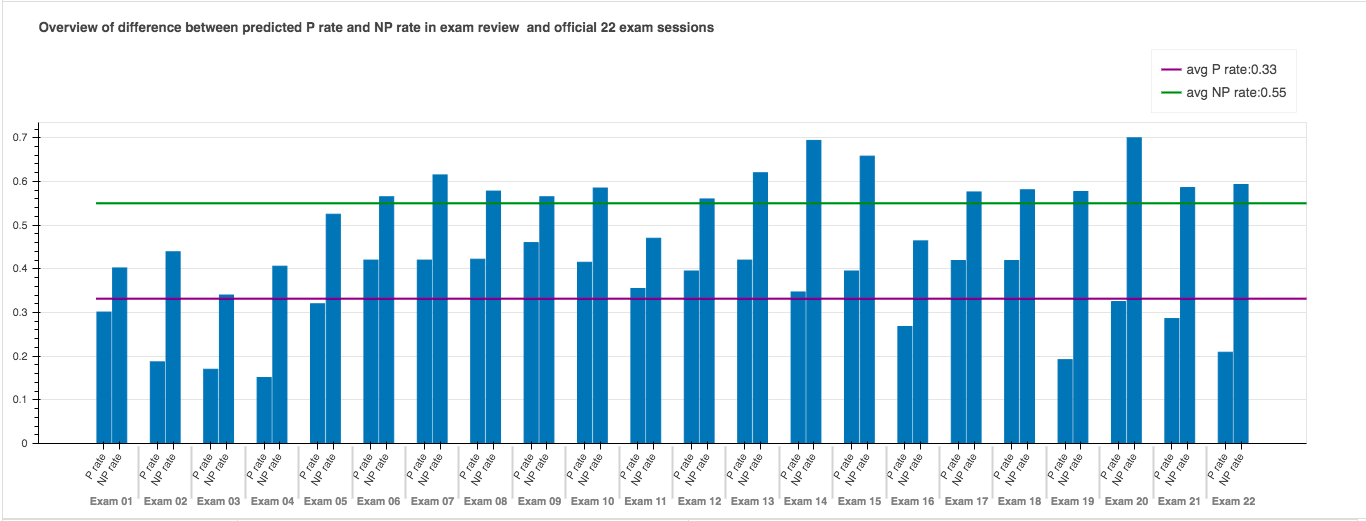 Overview of difference between predicted P rate and NP rate in exam review  and official 22 exam sessions
avg P rate:0.33
avg NP rate:0.55
0.7
0.6
0.5
0.4
0.3
0.2
0.1
0
P rate NP rate P rate NP rate P rate NP rate P rate NP rate P rate NP rate P rate NP rate P rate NP rate P rate NP rate P rate NP rate P rate NP rate P rate NP rate P rate NP rate P rate NP rate P rate NP rate P rate NP rate P rate NP rate P rate NP rate P rate NP rate P rate NP rate P rate NP rate P rate NP rate P rate NP rate
Exam 01 Exam 02 Exam 03 Exam 04 Exam 05 Exam 06 Exam 07 Exam 08 Exam 09 Exam 10 Exam 11 Exam 12 Exam 13 Exam 14 Exam 15 Exam 16 Exam 17 Exam 18 Exam 19 Exam 20 Exam 21 Exam 22